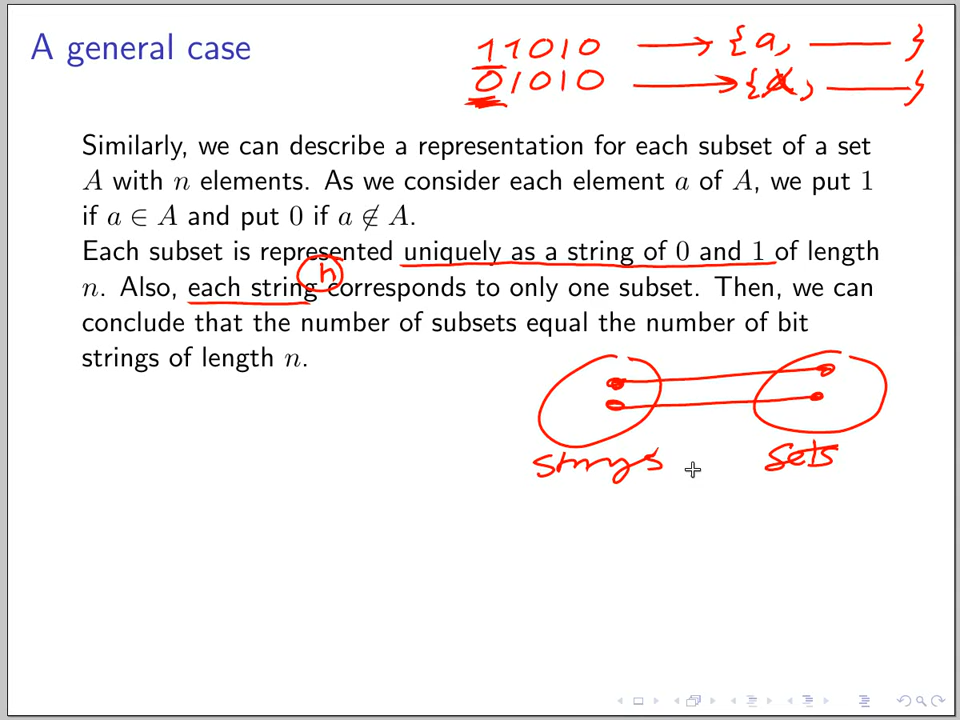 A general case
11010 → {a, — }
01010 → {a, — }
Similarly, we can describe a representation for each subset of a set
A with n elements. As we consider each element a of A, we put 1
if a ∈ A and put 0 if a ∉ A.
Each subset is represented uniquely as a string of 0 and 1 of length
n
n. Also, each string corresponds to only one subset. Then, we can
conclude that the number of subsets equal the number of bit
strings of length n.
strings
sets